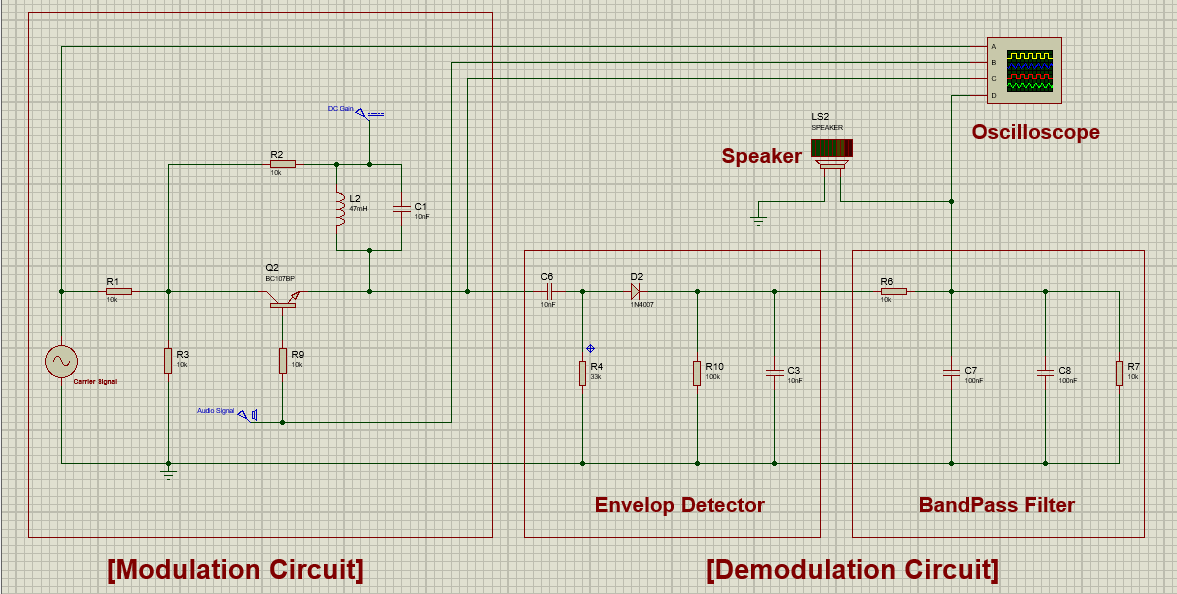 A
B
C
D
Oscilloscope
DC Gain
LS2
SPEAKER
Speaker
R2
10k
L2
47mH
C1
10nF
Q2
BC107BP
R1
10k
R3
10k
R9
10k
Carrier Signal
Audio Signal
C6
10nF
D2
1N4007
R4
33k
R10
100k
C3
10nF
R6
10k
C7
100nF
C8
100nF
R7
10k
Envelop Detector
BandPass Filter
[Modulation Circuit]
[Demodulation Circuit]